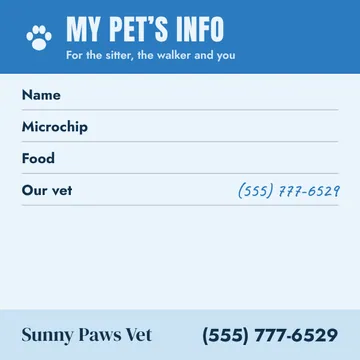 MY PET'S INFO
For the sitter, the walker and you
Name
Microchip
Food
Our vet (555) 777-6529
Sunny Paws Vet (555) 777-6529